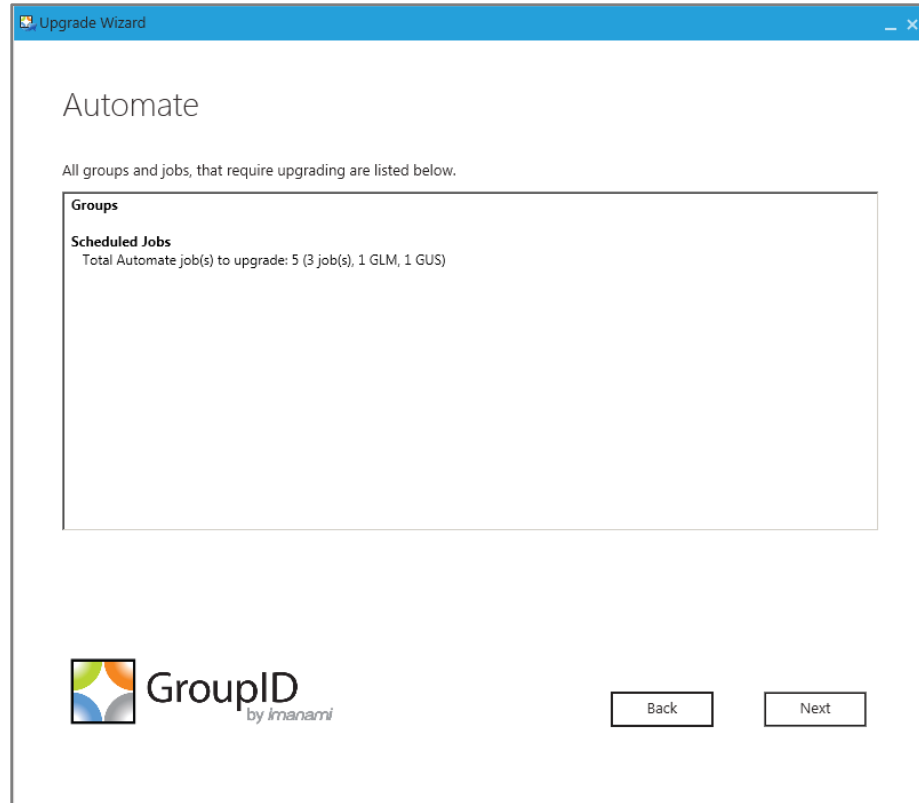 Upgrade Wizard
Automate
All groups and jobs, that require upgrading are listed below.
Groups
Scheduled Jobs
Total Automate job(s) to upgrade: 5 (3 job(s), 1 GLM, 1 GUS)
GroupID
by imanami
Back
Next